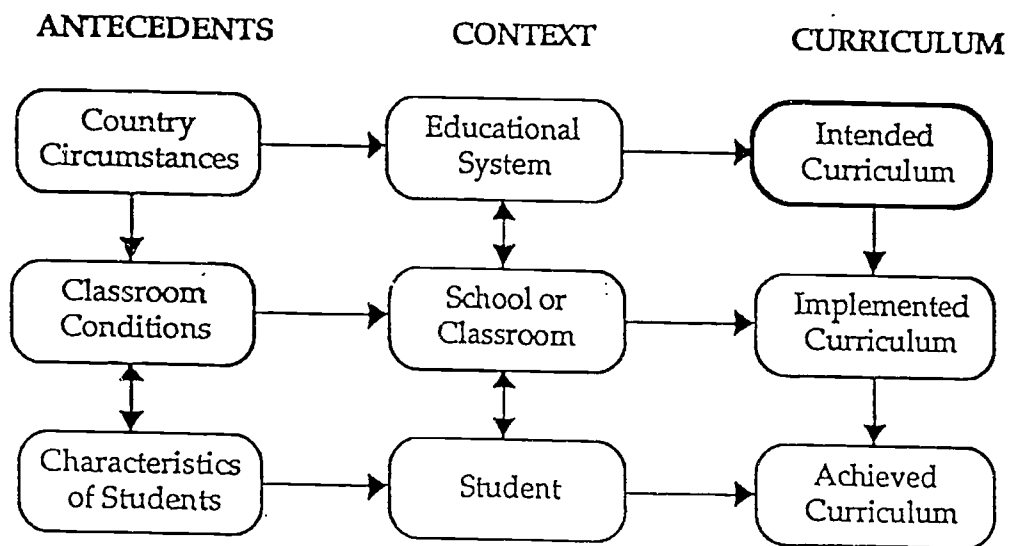 ANTECEDENTS
CONTEXT
CURRICULUM
Country
Circumstances
Educational
System
Intended
Curriculum
Classroom
Conditions
School or
Classroom
Implemented
Curriculum
Characteristics
of Students
Student
Achieved
Curriculum